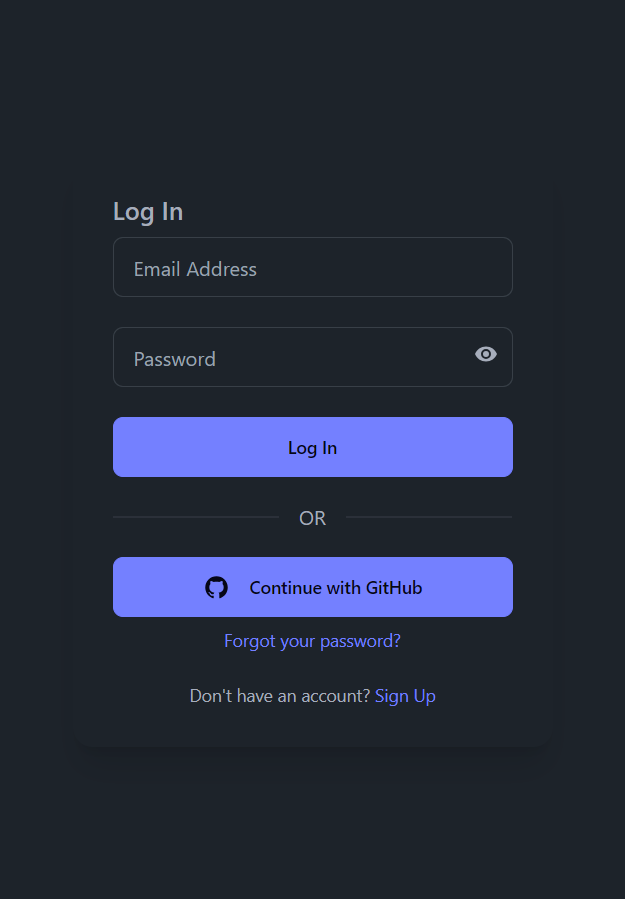 Log In
Email Address
Password
Log In
OR
Continue with GitHub
Forgot your password?
Don't have an account? Sign Up